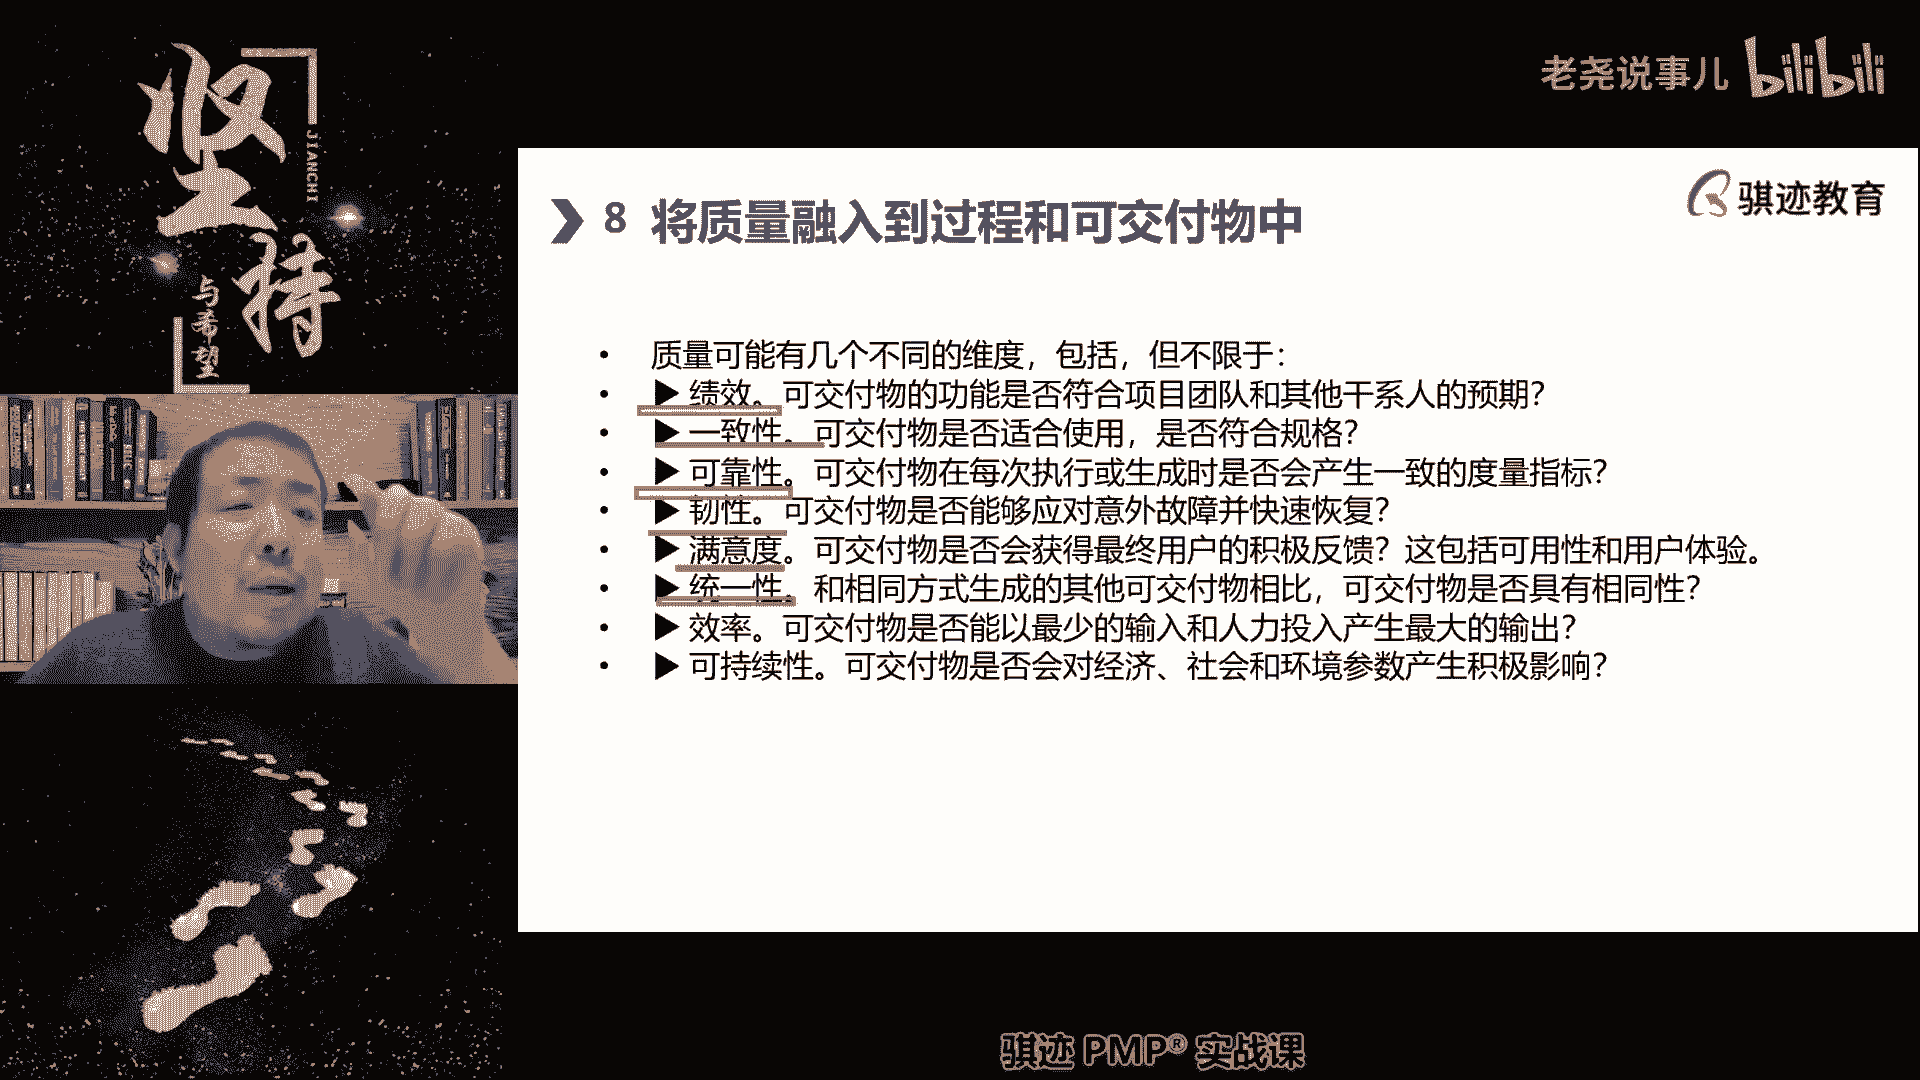 坚持
JIANCHI
与希望
老尧说事儿 bilibili
骐迹教育
8 将质量融入到过程和可交付物中
• 质量可能有几个不同的维度，包括，但不限于：
• ▶ 绩效。可交付物的功能是否符合项目团队和其他干系人的预期？
• ▶ 一致性。可交付物是否适合使用，是否符合规格？
• ▶ 可靠性。可交付物在每次执行或生成时是否会产生一致的度量指标？
• ▶ 韧性。可交付物是否能够应对意外故障并快速恢复？
• ▶ 满意度。可交付物是否会获得最终用户的积极反馈？这包括可用性和用户体验。
• ▶ 统一性。和相同方式生成的其他可交付物相比，可交付物是否具有相同性？
• ▶ 效率。可交付物是否能以最少的输入和人力投入产生最大的输出？
• ▶ 可持续性。可交付物是否会对经济、社会和环境参数产生积极影响？
骐迹 PMP® 实战课